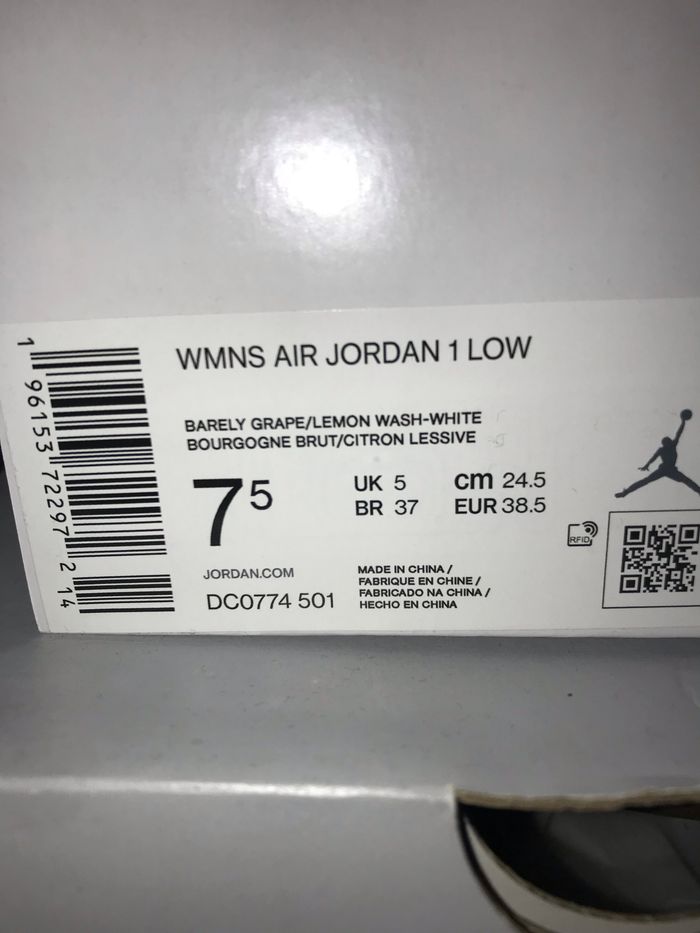 WMNS AIR JORDAN 1 LOW
BARELY GRAPE/LEMON WASH-WHITE
BOURGOGNE BRUT/CITRON LESSIVE
7 5
UK 5
BR 37
cm 24.5
EUR 38.5
RFID
JORDAN.COM
DC0774 501
MADE IN CHINA /
FABRIQUE EN CHINE /
FABRICADO NA CHINA /
HECHO EN CHINA
1 96153 72297 2 14